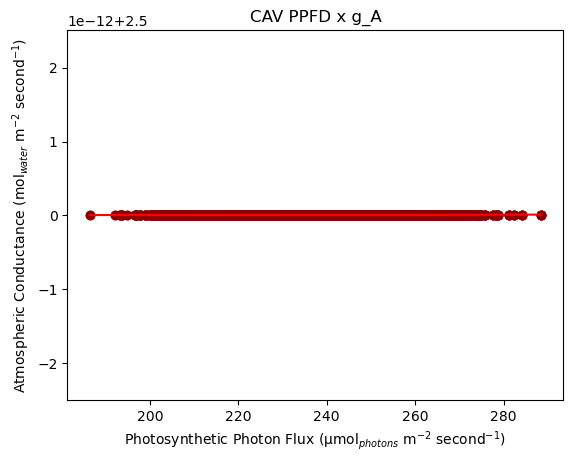 CAV PPFD x g_A
1e−12+2.5
2
1
0
−1
−2
Atmospheric Conductance (mol$_{water}$ m$^{−2}$ second$^{−1}$)
200 220 240 260 280
Photosynthetic Photon Flux (μmol$_{photons}$ m$^{−2}$ second$^{−1}$)